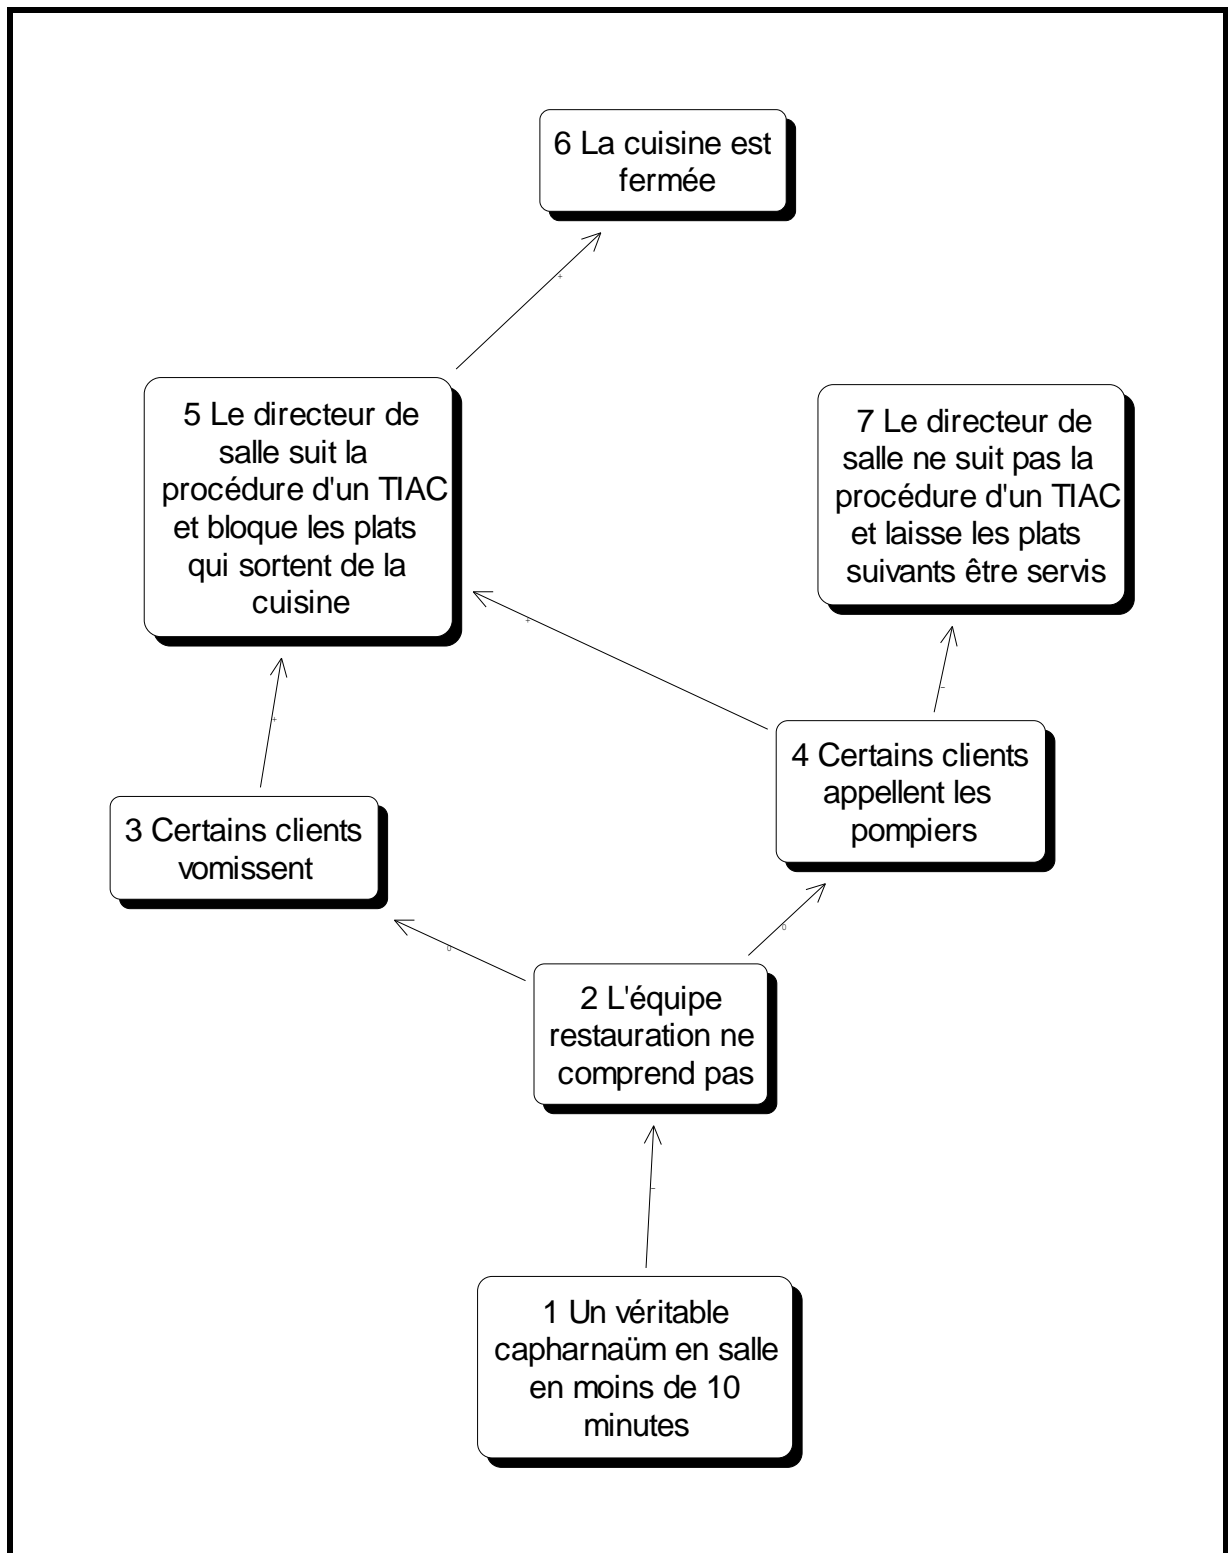 6 La cuisine est
fermée
+
5 Le directeur de
salle suit la
procédure d'un TIAC
et bloque les plats
qui sortent de la
cuisine
7 Le directeur de
salle ne suit pas la
procédure d'un TIAC
et laisse les plats
suivants être servis
+
-
+
4 Certains clients
appellent les
pompiers
3 Certains clients
vomissent
0
0
2 L'équipe
restauration ne
comprend pas
-
1 Un véritable
capharnaüm en salle
en moins de 10
minutes